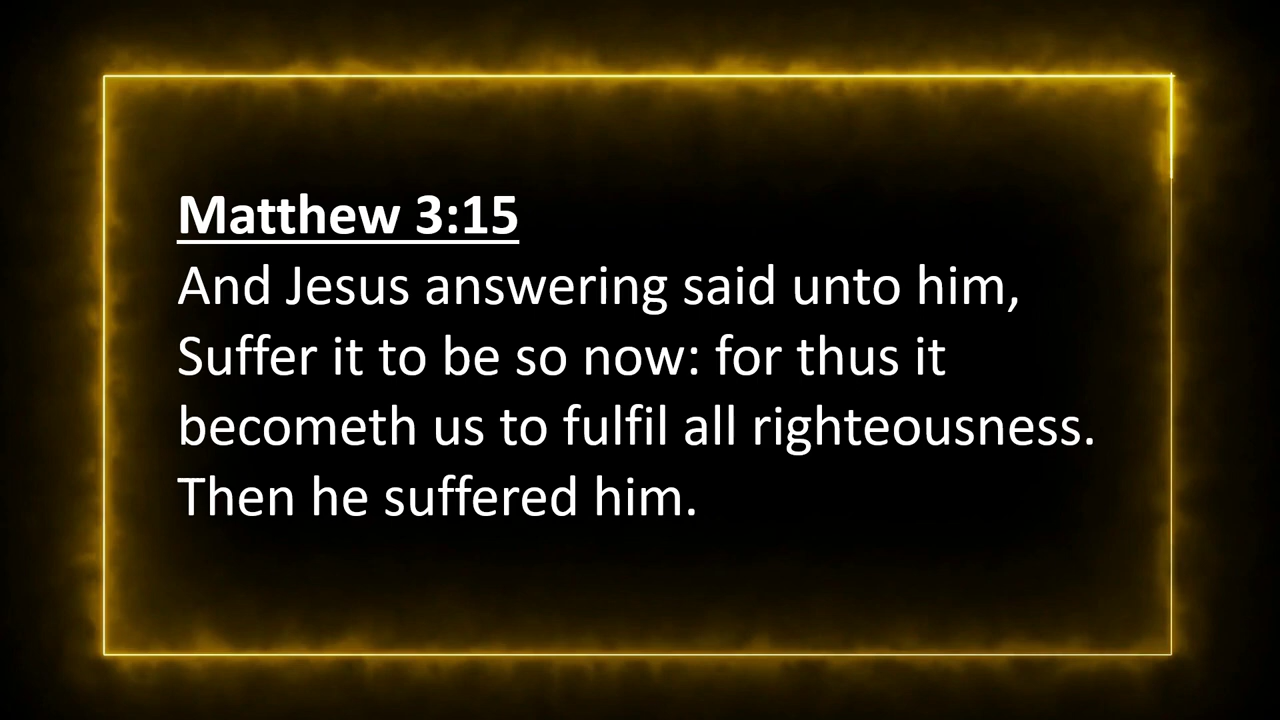 Matthew 3:15
And Jesus answering said unto him,
Suffer it to be so now: for thus it
becometh us to fulfil all righteousness.
Then he suffered him.